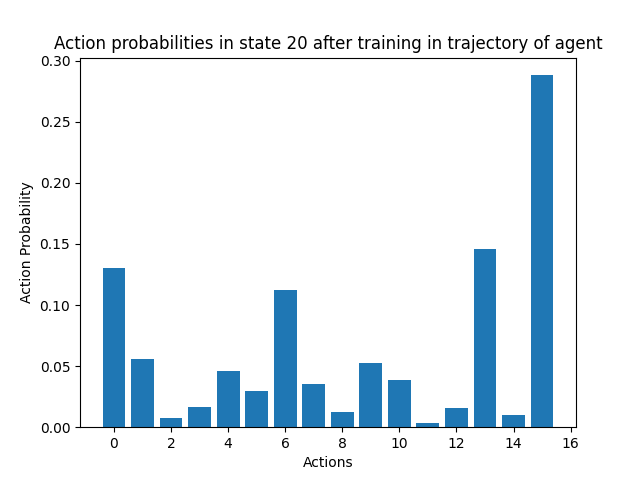 Action probabilities in state 20 after training in trajectory of agent
0.30
0.25
0.20
0.15
0.10
0.05
0.00
Action Probability
0 2 4 6 8 10 12 14 16
Actions